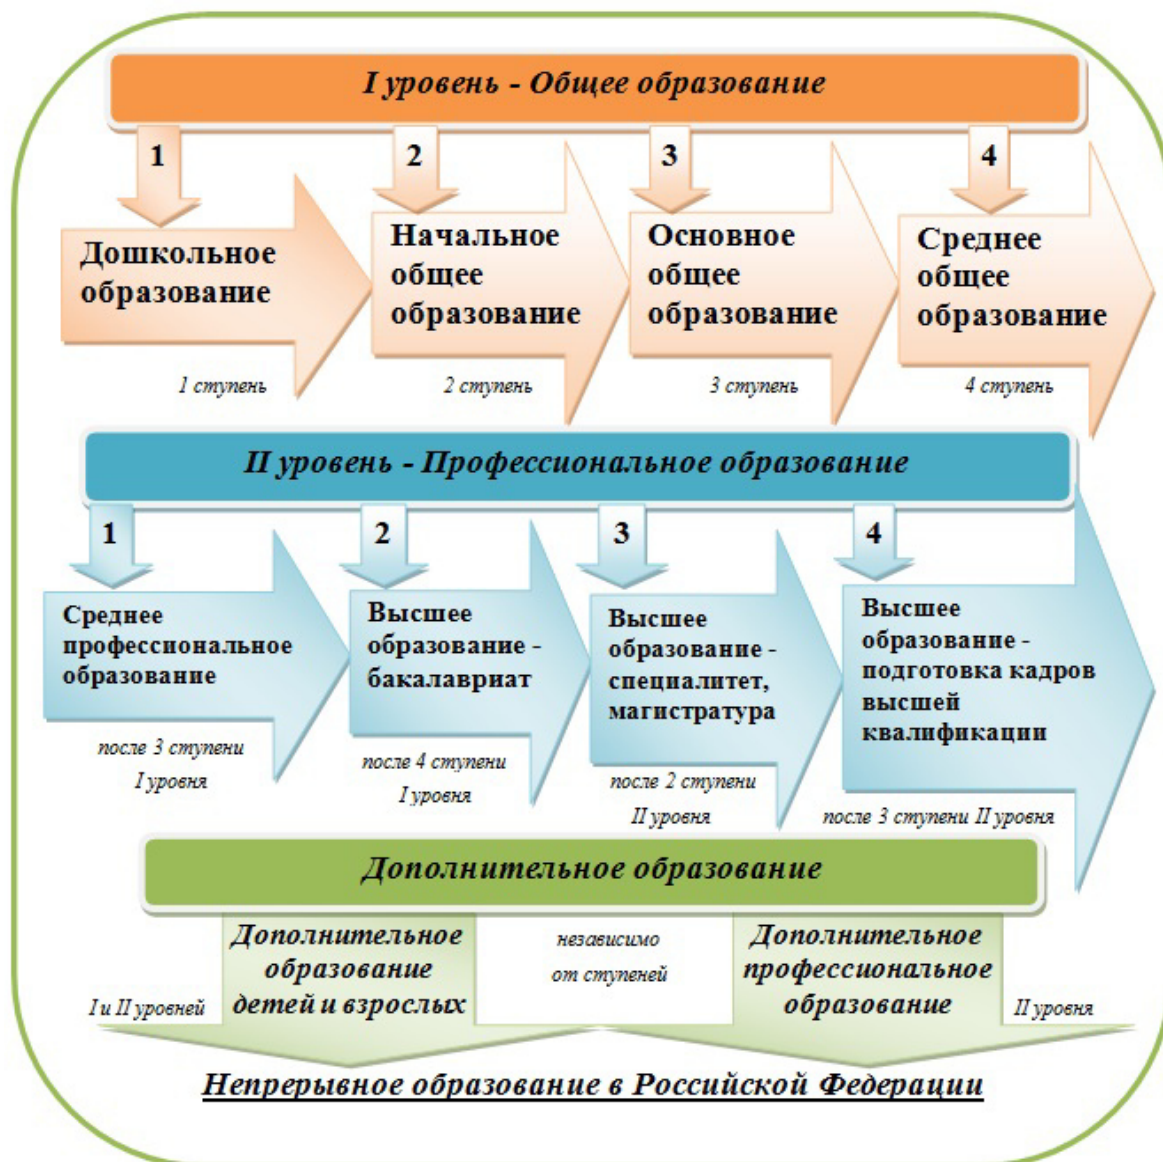 I уровень - Общее образование
1
2
3
4
Дошкольное
образование
Начальное
общее
образование
Основное
общее
образование
Среднее
общее
образование
1 ступень
2 ступень
3 ступень
4 ступень
II уровень - Профессиональное образование
1
2
3
4
Среднее
профессиональное
образование
Высшее
образование -
бакалавриат
Высшее
образование -
специалитет,
магистратура
Высшее
образование -
подготовка кадров
высшей
квалификации
после 3 ступени
I уровня
после 4 ступени
I уровня
после 2 ступени
II уровня
после 3 ступени II уровня
Дополнительное образование
Дополнительное
образование
детей и взрослых
независимо
от ступеней
Дополнительное
профессиональное
образование
I и II уровней
II уровня
Непрерывное образование в Российской Федерации